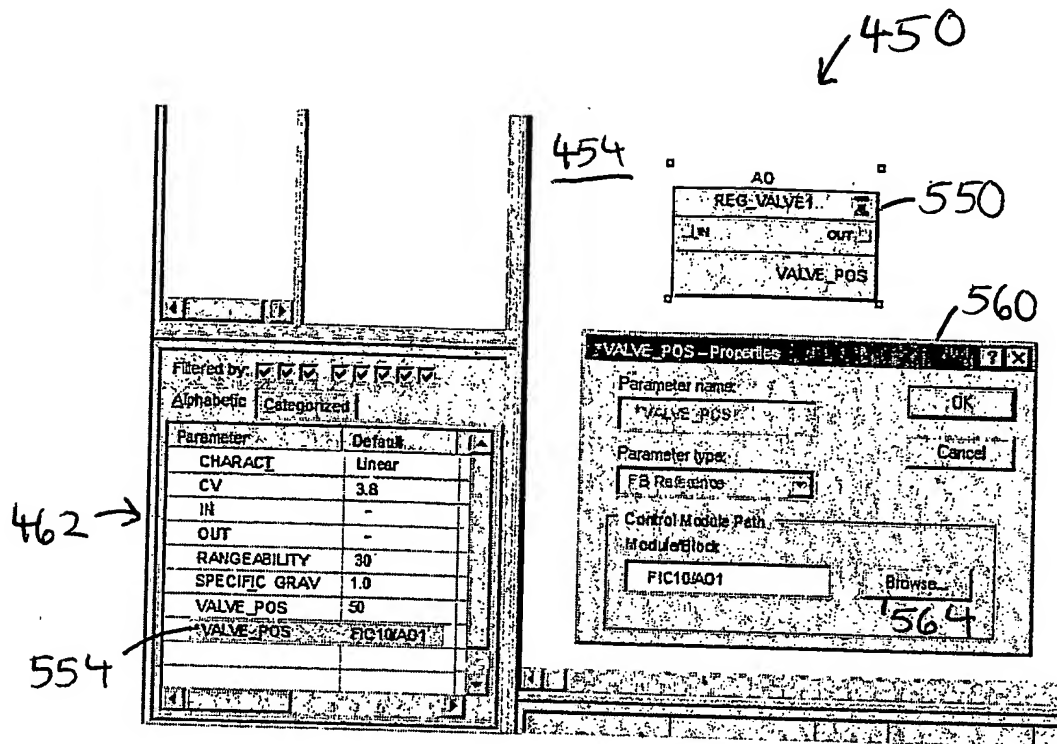 450
454
AO
REG_VALVE1..
550
IN OUT
VALVE_POS
560
*VALVE_POS - Properties ? X
Parameter name:
*VALVE_POS
OK
Parameter type:
Cancel
FB Reference
Control Module Path
Module/Block
FIC10/AO1
Browse...
564
Filtered by:
Alphabetic Categorized
Parameter Default
CHARACT Linear
CV 3.8
IN -
OUT -
RANGEABILITY 30
SPECIFIC GRAV 1.0
VALVE_POS 50
*VALVE_POS FIC10/AO1
462
554